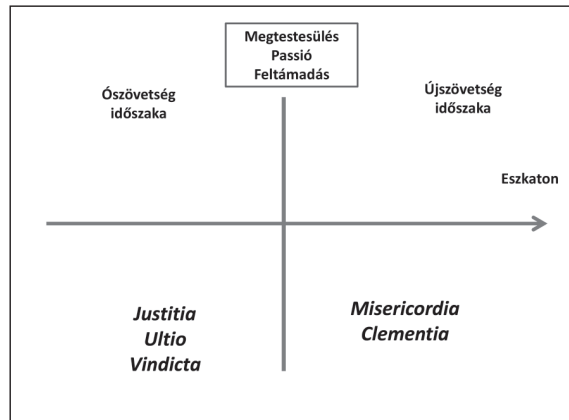 Megtestesülés
Passió
Feltámadás
Ószövetség
időszaka
Újszövetség
időszaka
Eszkaton
Justitia
Ultio
Vindicta
Misericordia
Clementia